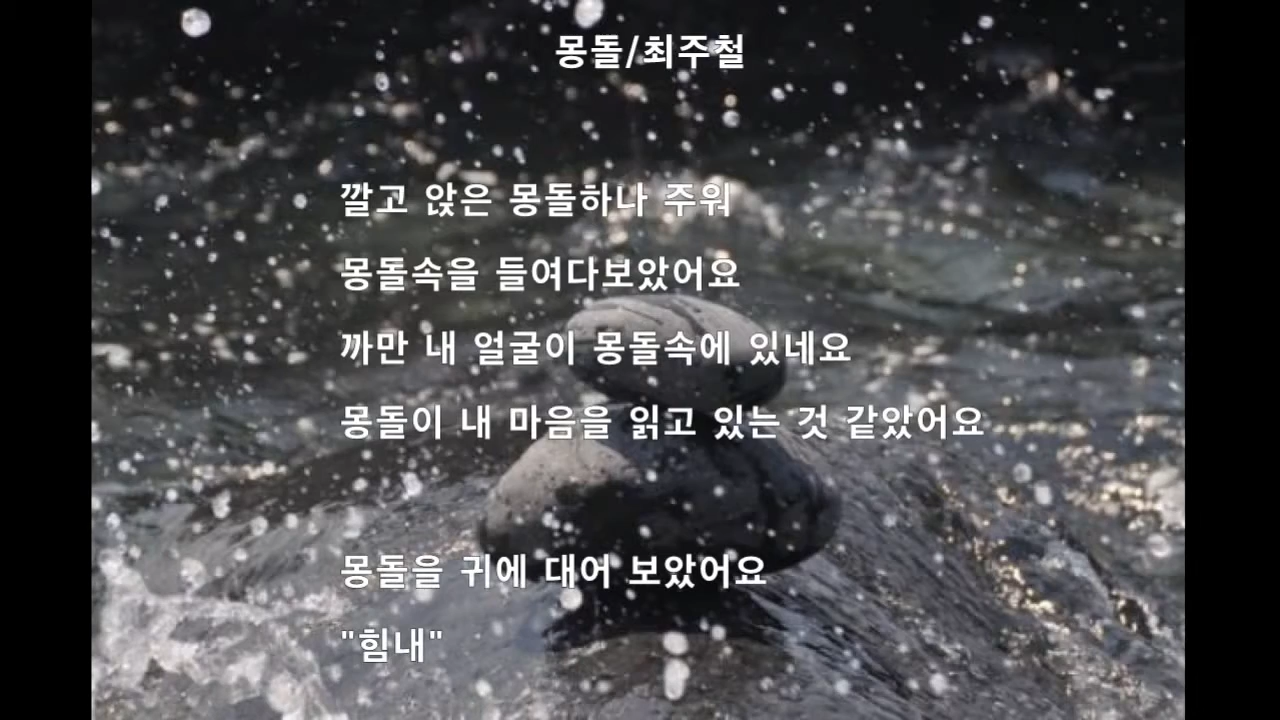 몽돌/최주철
깔고 앉은 몽돌하나 주워
몽돌속을 들여다보았어요
까만 내 얼굴이 몽돌속에 있네요
몽돌이 내 마음을 읽고 있는 것 같았어요
몽돌을 귀에 대어 보았어요
"힘내"